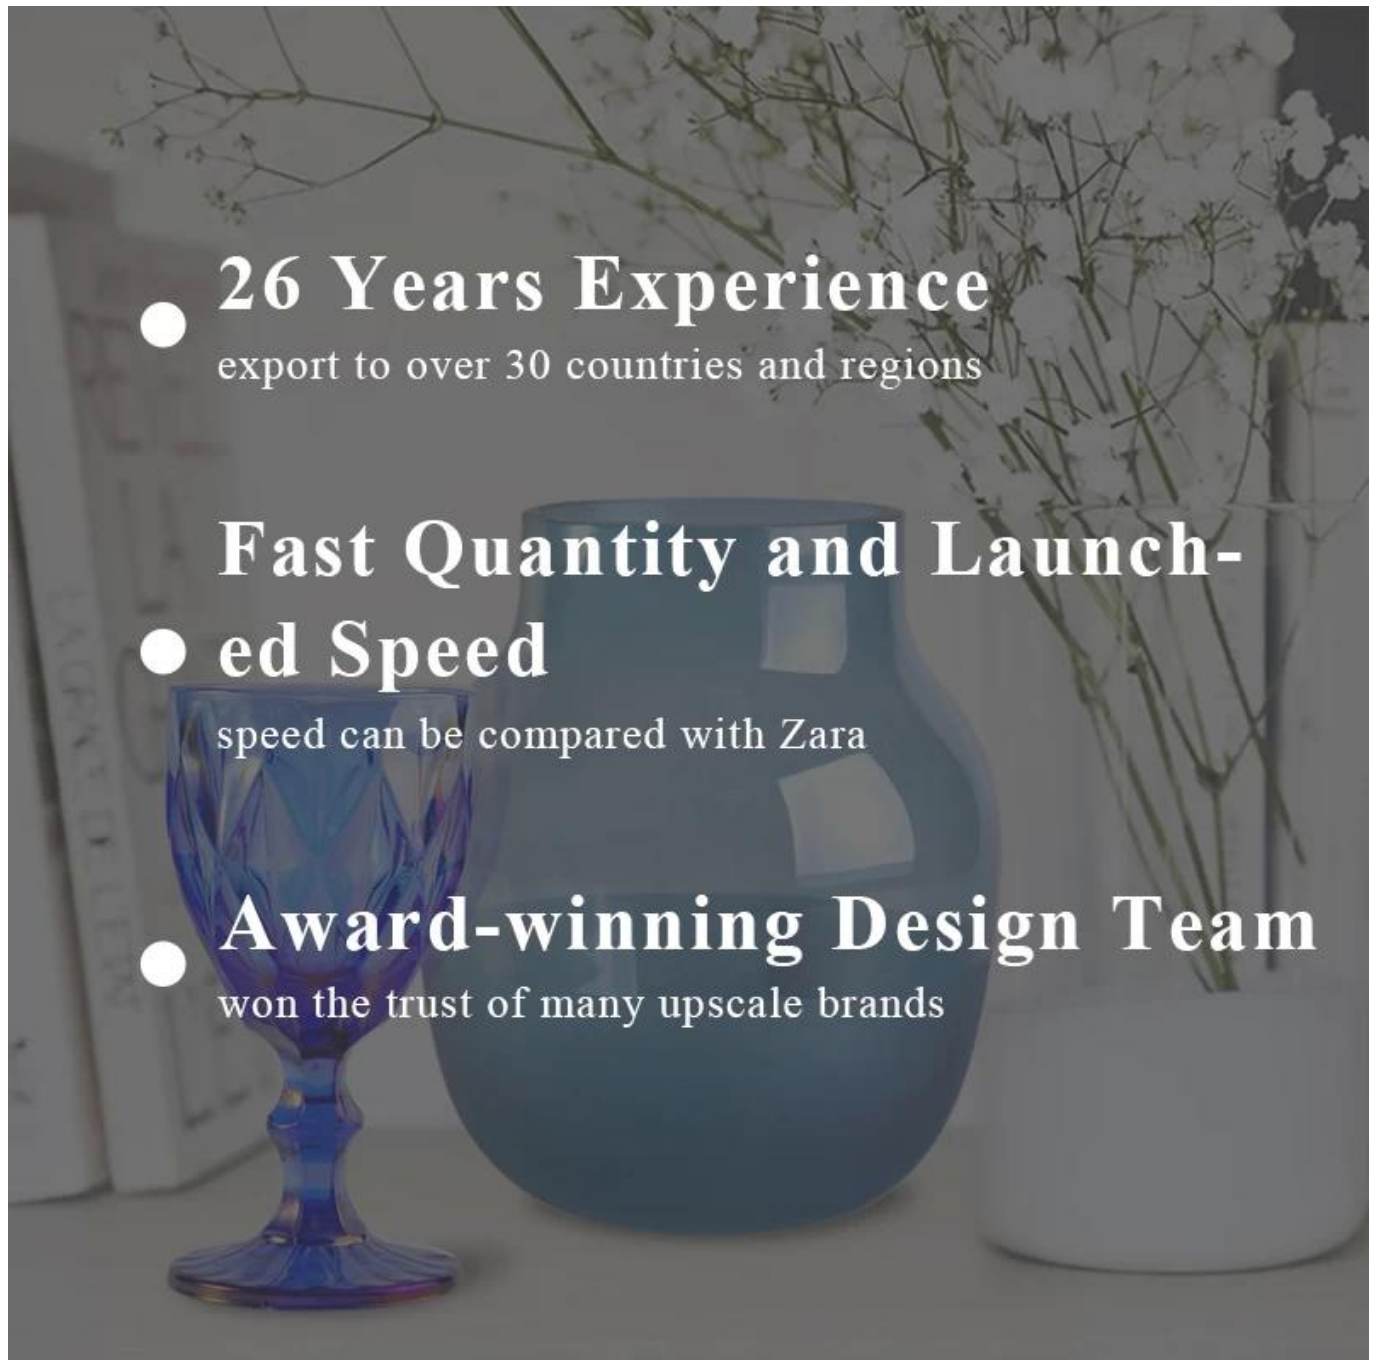 26 Years Experience
export to over 30 countries and regions
Fast Quantity and Launch-
ed Speed
speed can be compared with Zara
Award-winning Design Team
won the trust of many upscale brands